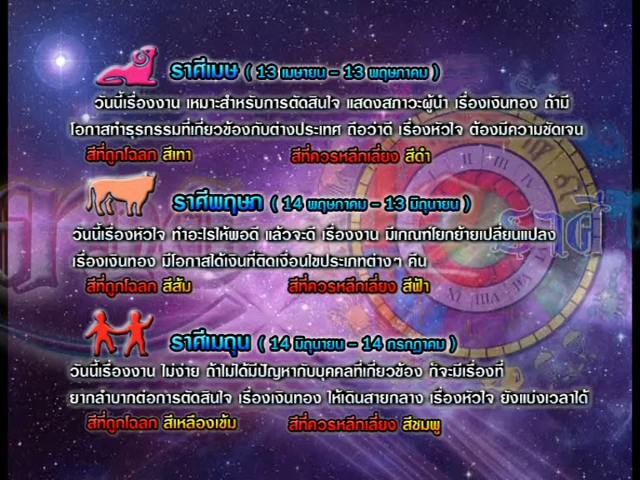 ราศีเมษ ( 13 เมษายน - 13 พฤษภาคม )
วันนี้เรื่องงาน เหมาะสำหรับการตัดสินใจ แสดงสภาวะผู้นำ เรื่องเงินทอง ถ้ามี
โอกาสทำธุรกรรมที่เกี่ยวข้องกับต่างประเทศ ถือว่าดี เรื่องหัวใจ ต้องมีความชัดเจน
สีที่ถูกโฉลก สีเทา สีที่ควรหลีกเลี่ยง สีดำ
ราศีพฤษภ ( 14 พฤษภาคม - 13 มิถุนายน )
วันนี้เรื่องหัวใจ ทำอะไรให้พอดี แล้วจะดี เรื่องงาน มีเกณฑ์โยกย้ายเปลี่ยนแปลง
เรื่องเงินทอง มีโอกาสได้เงินที่ติดเงื่อนไขประเภทต่างๆ คืน
สีที่ถูกโฉลก สีส้ม สีที่ควรหลีกเลี่ยง สีฟ้า
ราศี
ราศีเมถุน ( 14 มิถุนายน - 14 กรกฎาคม )
วันนี้เรื่องงาน ไม่ง่าย ถ้าไม่ได้มีปัญหากับบุคคลที่เกี่ยวข้อง ก็จะมีเรื่องที่
ยากลำบากต่อการตัดสินใจ เรื่องเงินทอง ให้เดินสายกลาง เรื่องหัวใจ ยังแบ่งเวลาได้
สีที่ถูกโฉลก สีเหลืองเข้ม สีที่ควรหลีกเลี่ยง สีชมพู